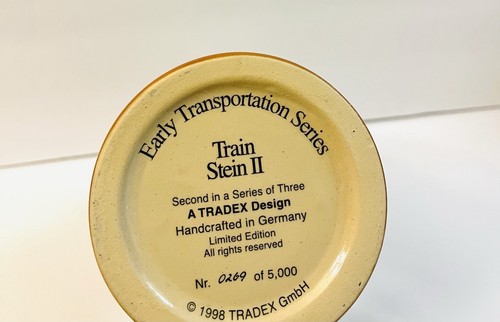 Early Transportation Series
Train
Stein II
Second in a Series of Three
A TRADEX Design
Handcrafted in Germany
Limited Edition
All rights reserved
Nr. 0269 of 5,000
© 1998 TRADEX GmbH